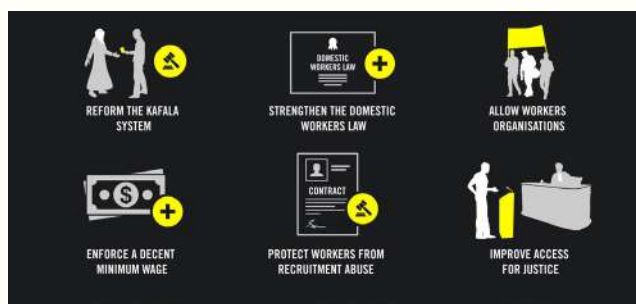 DOMESTIC
WORKERS LAW
REFORM THE KAFALA
SYSTEM
STRENGTHEN THE DOMESTIC
WORKERS LAW
ALLOW WORKERS
ORGANISATIONS
$
CONTRACT
ENFORCE A DECENT
MINIMUM WAGE
PROTECT WORKERS FROM
RECRUITMENT ABUSE
IMPROVE ACCESS
FOR JUSTICE